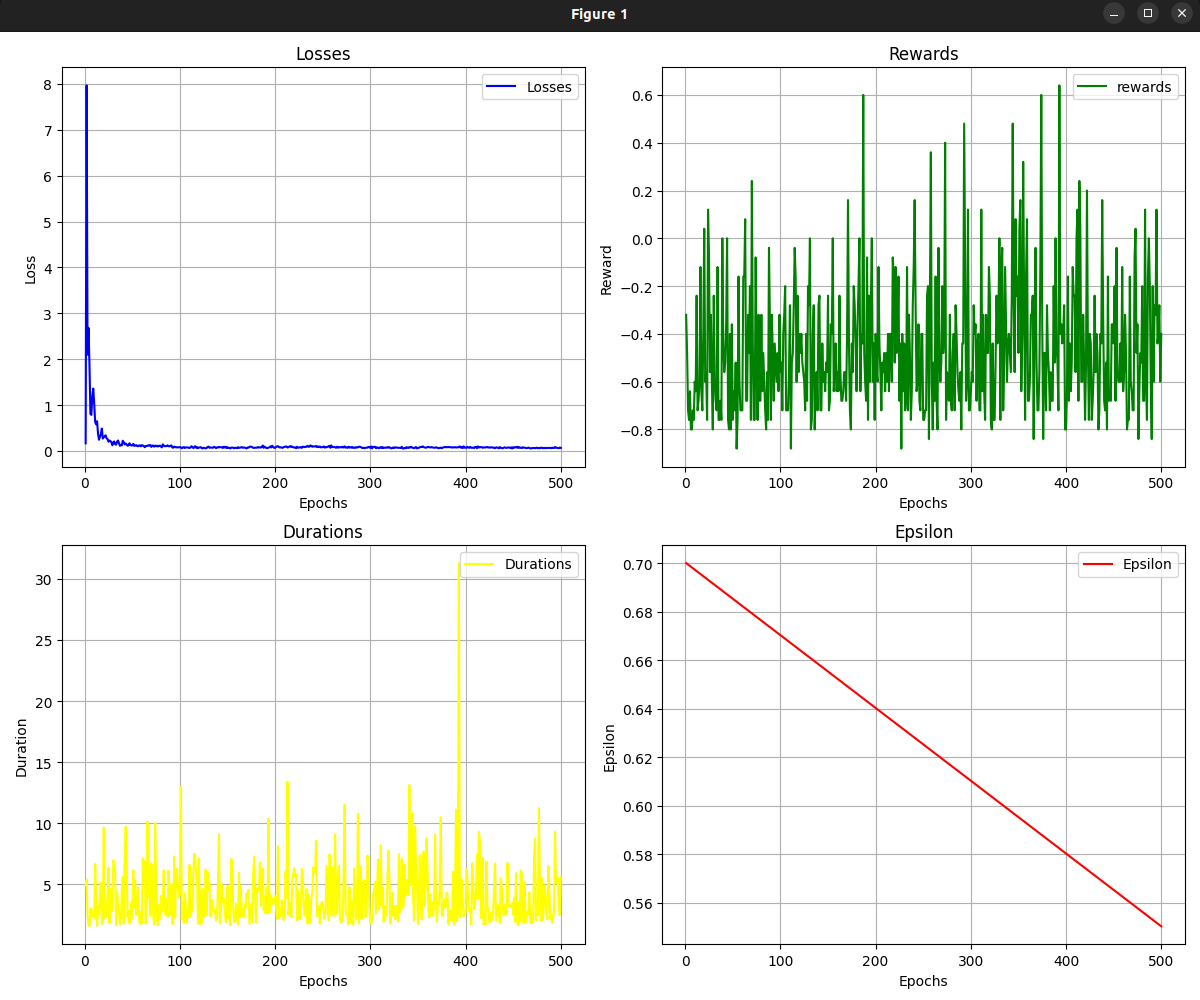 Figure 1
Losses
Losses
8
7
6
5
4
3
2
1
0
Loss
0 100 200 300 400 500
Epochs
Rewards
rewards
0.6
0.4
0.2
0.0
−0.2
−0.4
−0.6
−0.8
Reward
0 100 200 300 400 500
Epochs
Durations
Durations
30
25
20
15
10
5
Duration
0 100 200 300 400 500
Epochs
Epsilon
Epsilon
0.70
0.68
0.66
0.64
0.62
0.60
0.58
0.56
Epsilon
0 100 200 300 400 500
Epochs